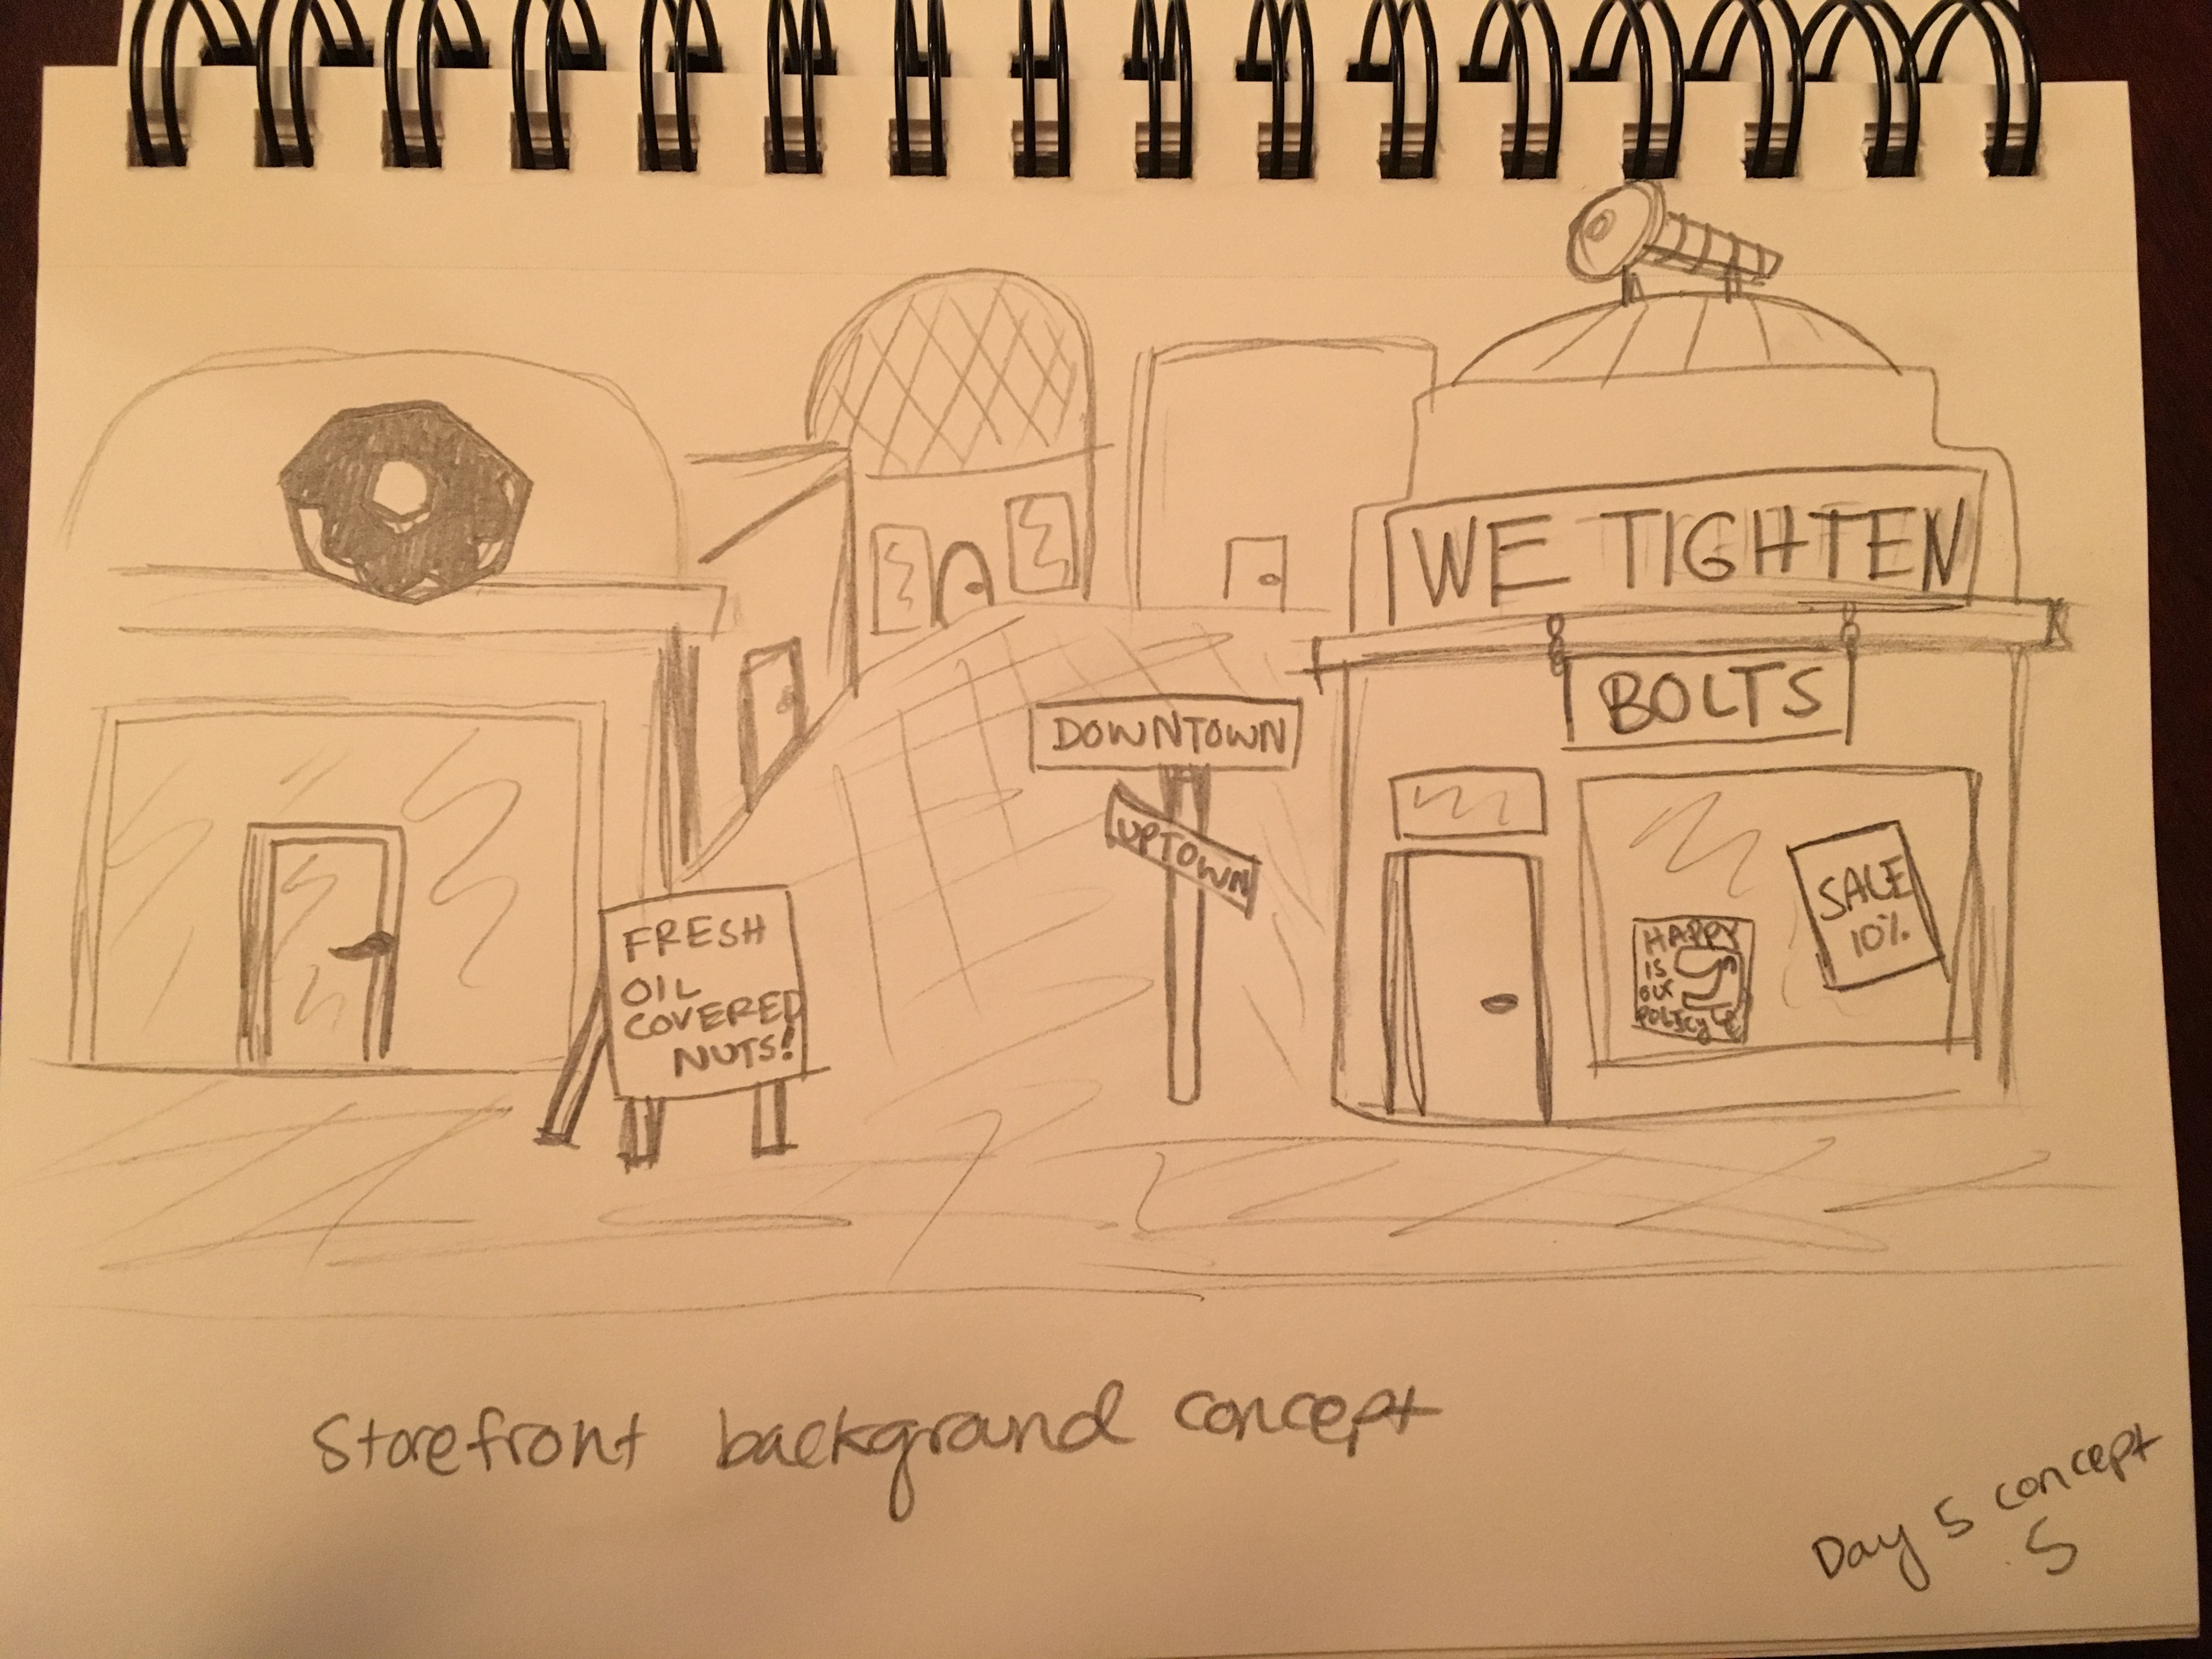 WE TIGHTEN
BOLTS
DOWNTOWN
UPTOWN
FRESH
OIL
COVERED
NUTS!
SALE
10%
HAPPY
IS
OUR
POLICY
Storefront background concept
Day 5 concept
5